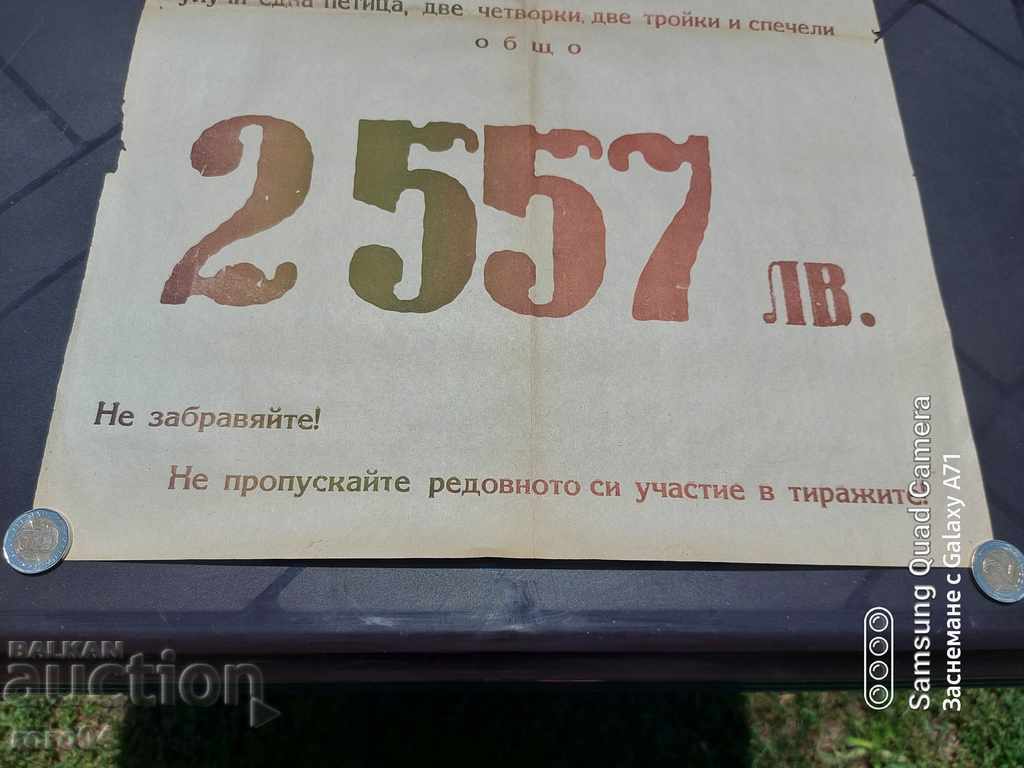 една петица, две четворки, две тройки и спечели
общо
2557 лв.
Не забравяйте!
Не пропускайте редовното си участие в тиражите!
Samsung Quad Camera
Заснемане с Galaxy A71
BALKAN
auction